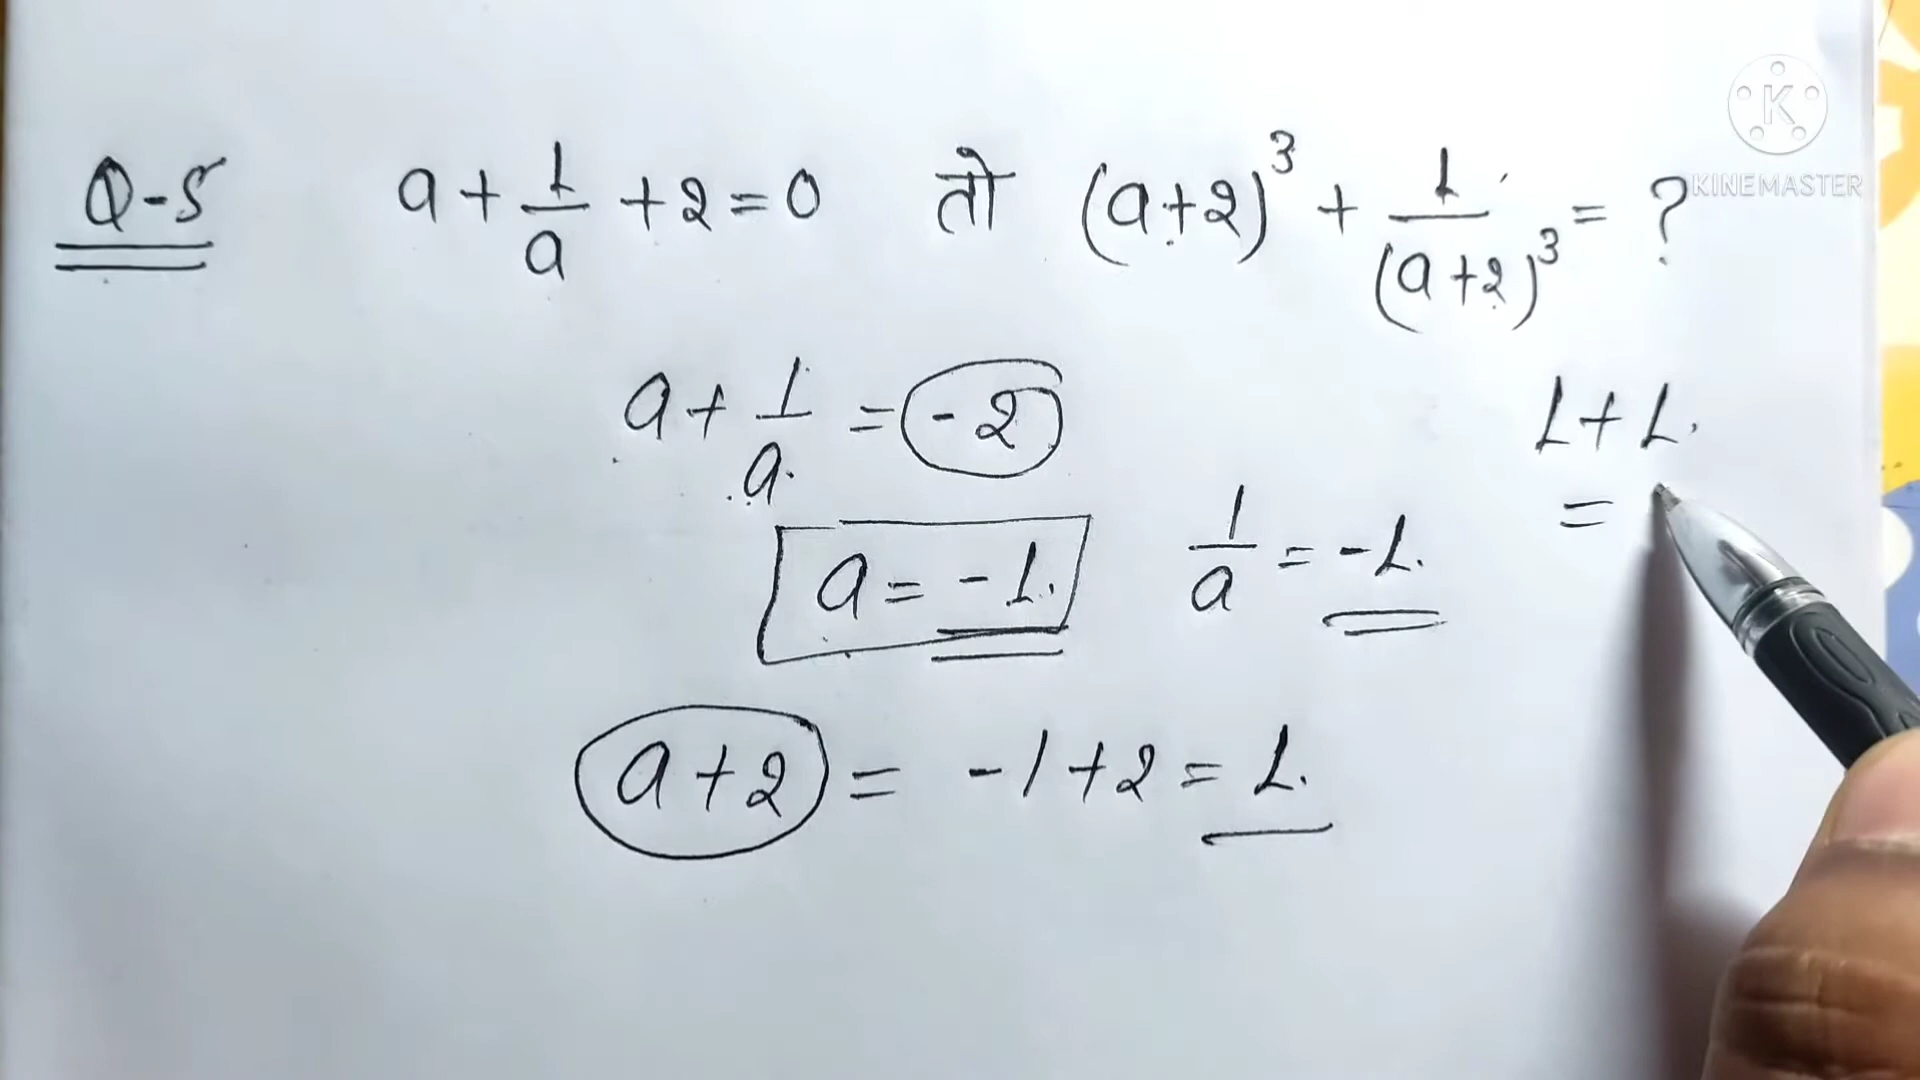 K
KINEMASTER
Q-5 a + 1/a + 2 = 0 तो (a+2)^3 + 1/(a+2)^3 = ?
a + 1/a = -2
1 + 1.
=
a = -1. 1/a = -1.
a+2 = -1+2 = 1.